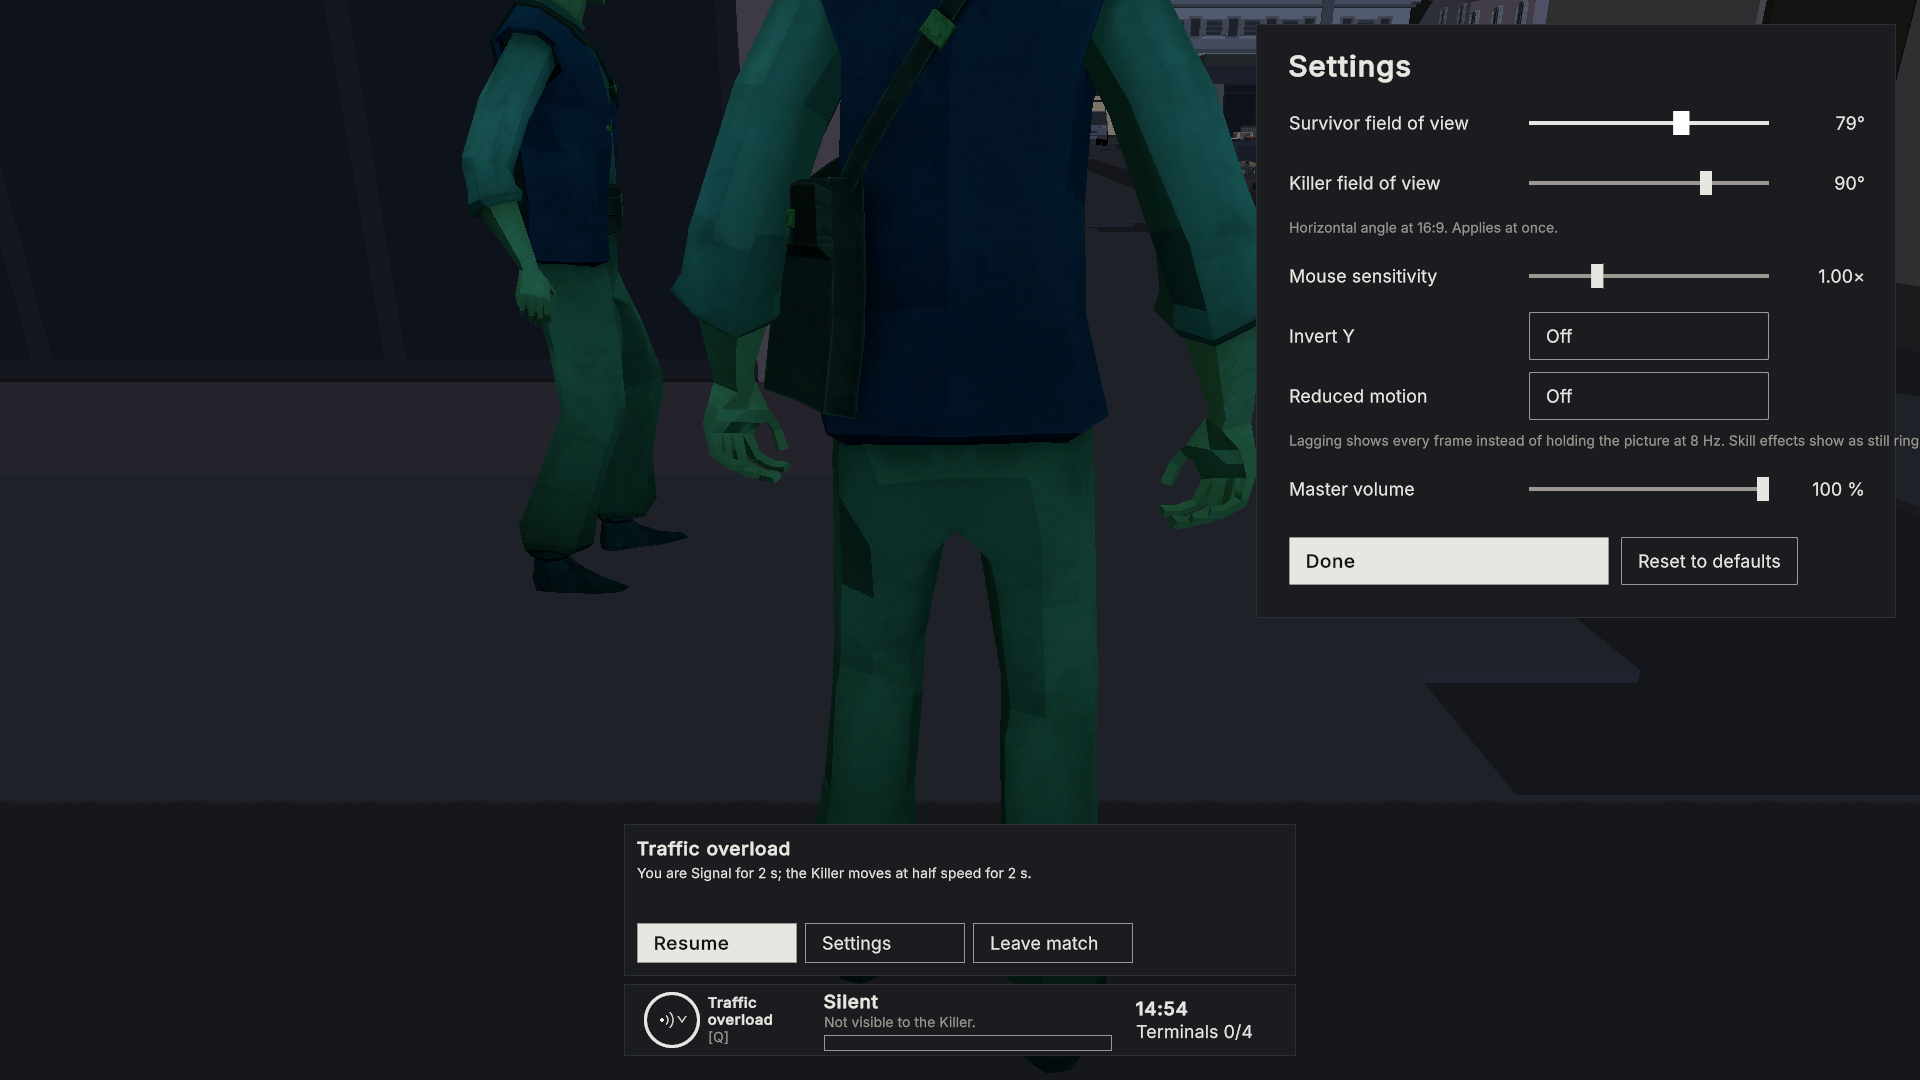 Settings
Survivor field of view 79°
Killer field of view 90°
Horizontal angle at 16:9. Applies at once.
Mouse sensitivity 1.00×
Invert Y Off
Reduced motion Off
Lagging shows every frame instead of holding the picture at 8 Hz. Skill effects show as still ring
Master volume 100 %
Done Reset to defaults
Traffic overload
You are Signal for 2 s; the Killer moves at half speed for 2 s.
Resume Settings Leave match
Traffic overload
[Q]
Silent
Not visible to the Killer.
14:54
Terminals 0/4